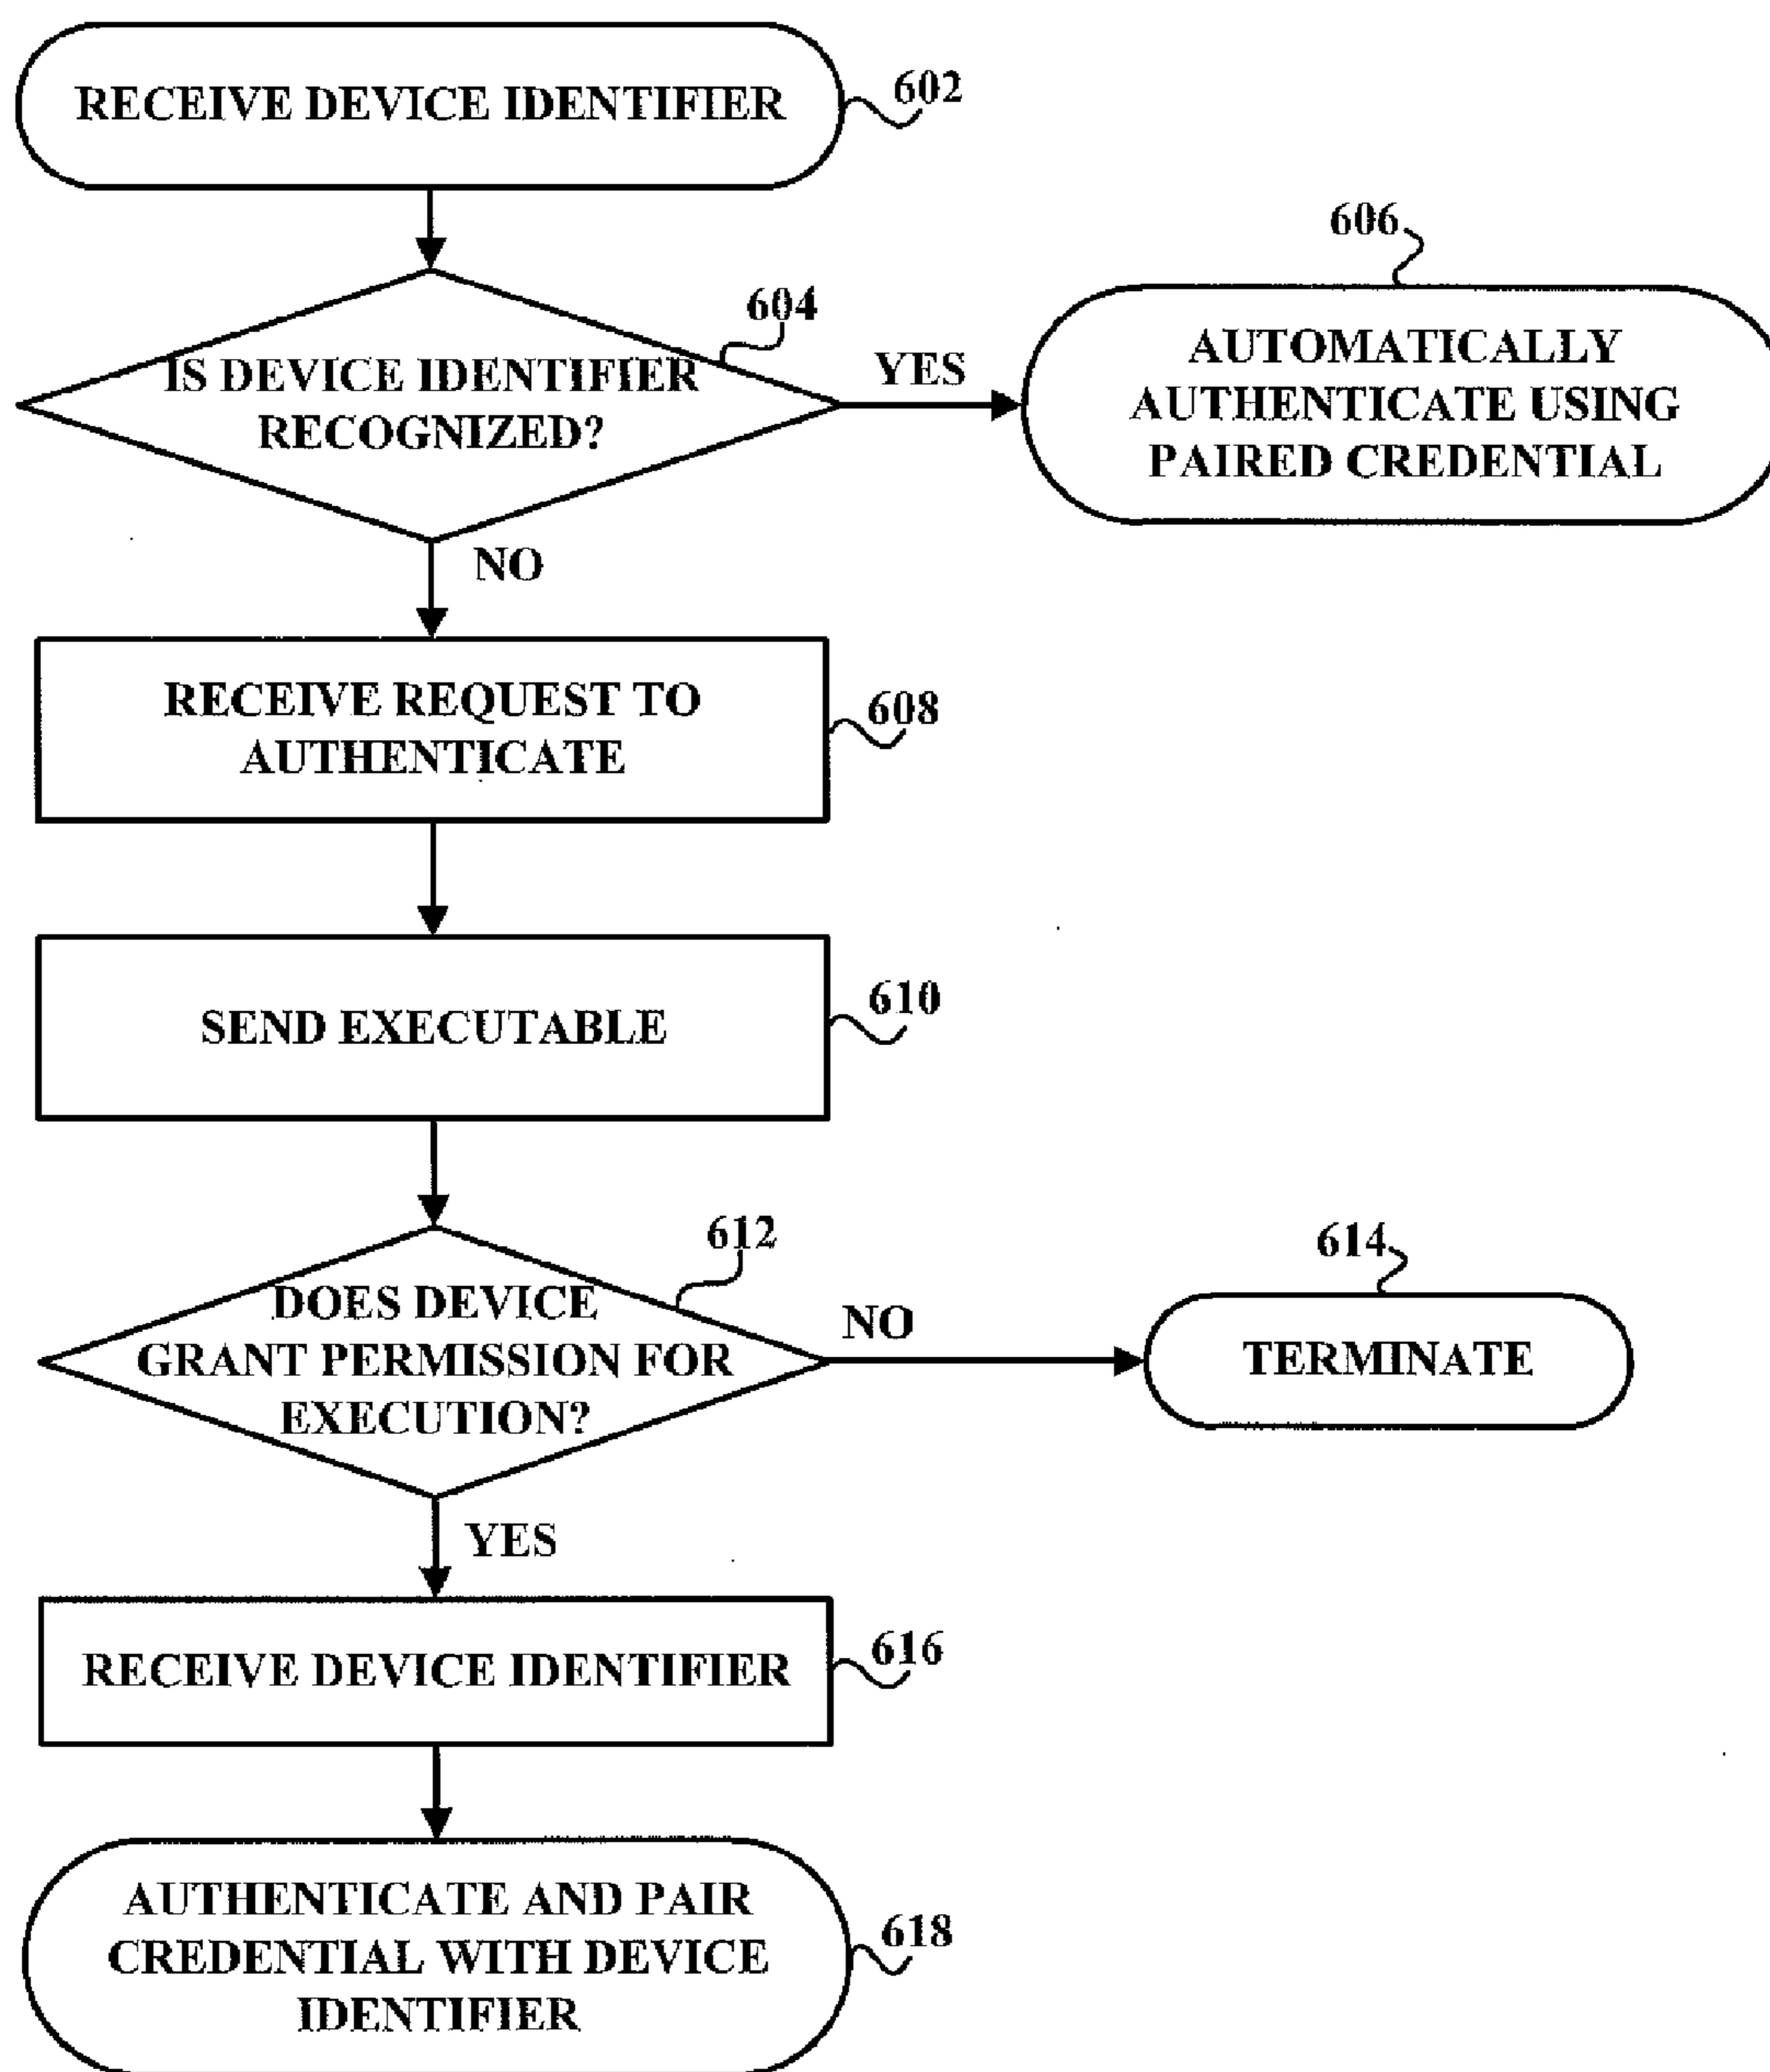 RECEIVE DEVICE IDENTIFIER
602
606
604
IS DEVICE IDENTIFIER
RECOGNIZED?
YES
AUTOMATICALLY
AUTHENTICATE USING
PAIRED CREDENTIAL
NO
RECEIVE REQUEST TO
AUTHENTICATE
608
SEND EXECUTABLE
610
612
DOES DEVICE
GRANT PERMISSION FOR
EXECUTION?
NO
614
TERMINATE
YES
RECEIVE DEVICE IDENTIFIER
616
AUTHENTICATE AND PAIR
CREDENTIAL WITH DEVICE
IDENTIFIER
618